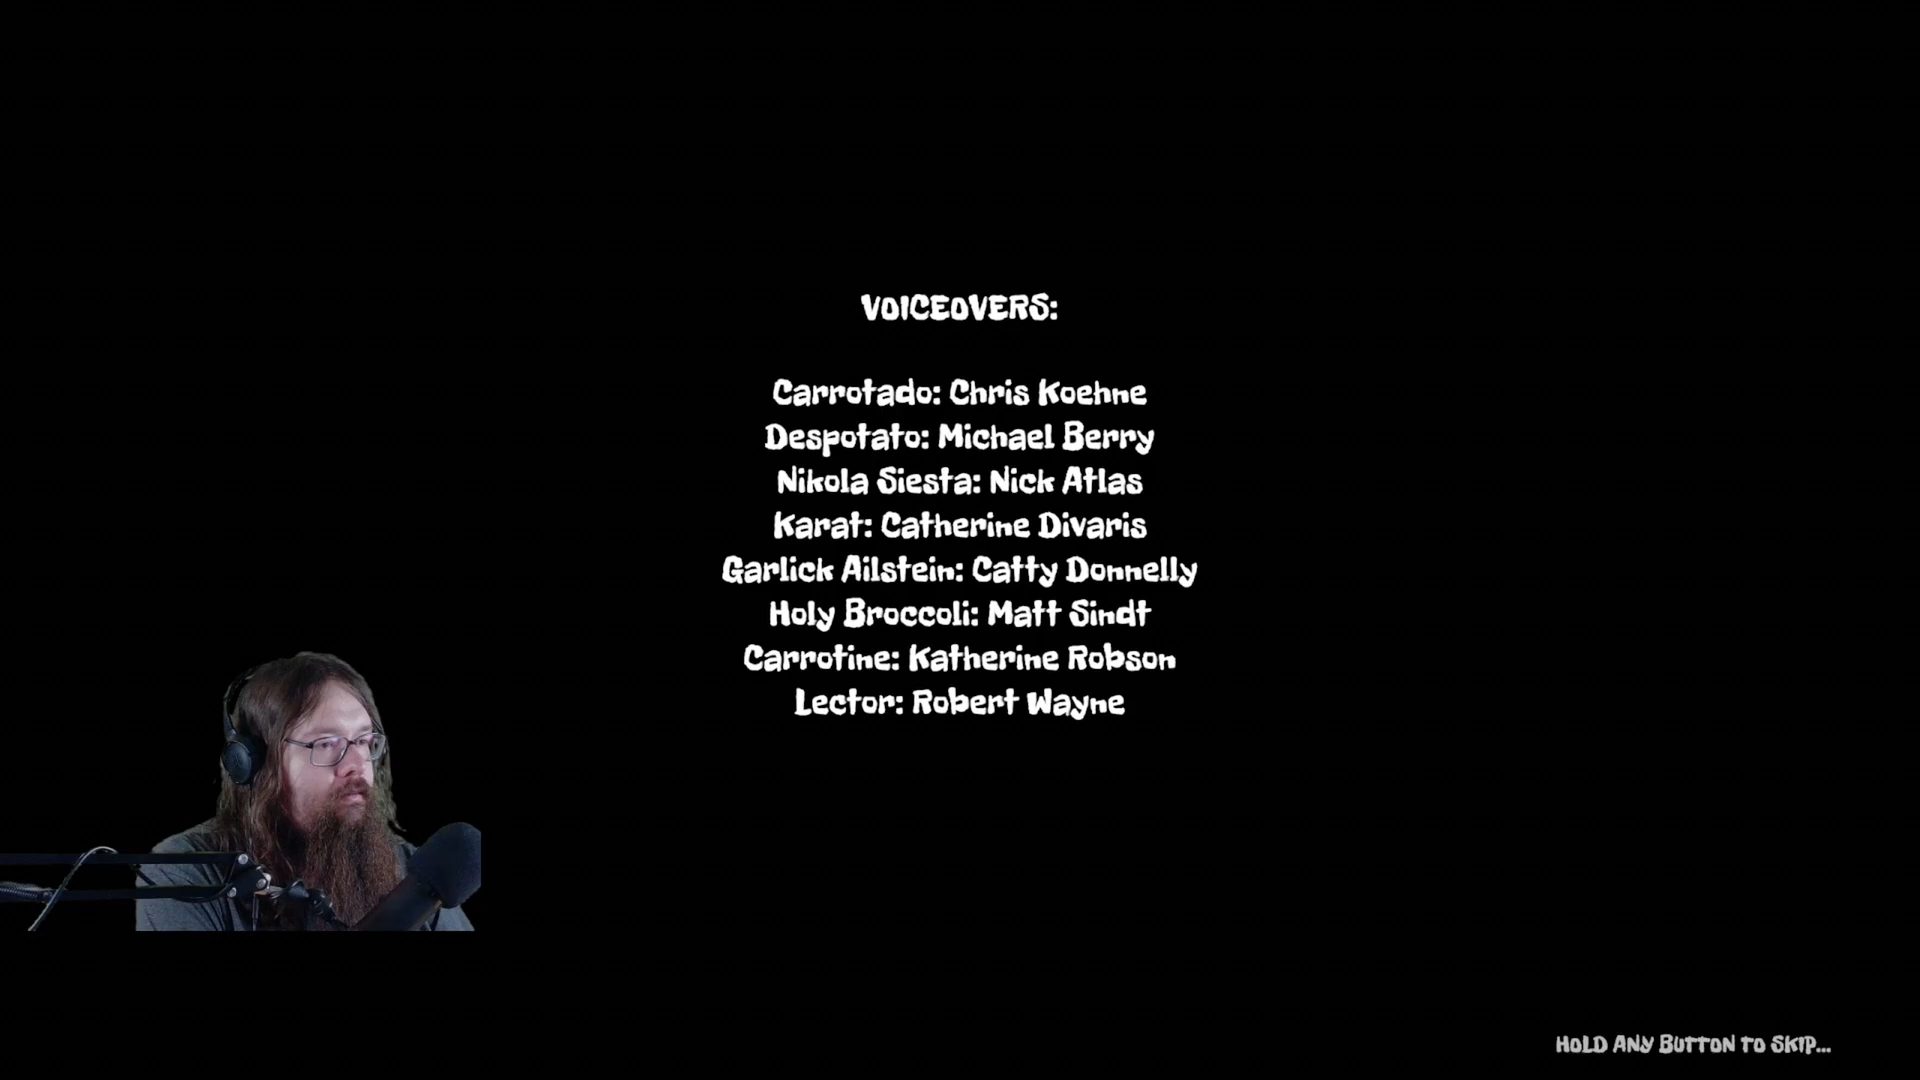 VOICEOVERS:
Carrotado: Chris Koehne
Despotato: Michael Berry
Nikola Siesta: Nick Atlas
Karat: Catherine Divaris
Garlick Ailstein: Catty Donnelly
Holy Broccoli: Matt Sindt
Carrotine: Katherine Robson
Lector: Robert Wayne
HOLD ANY BUTTON TO SKIP...